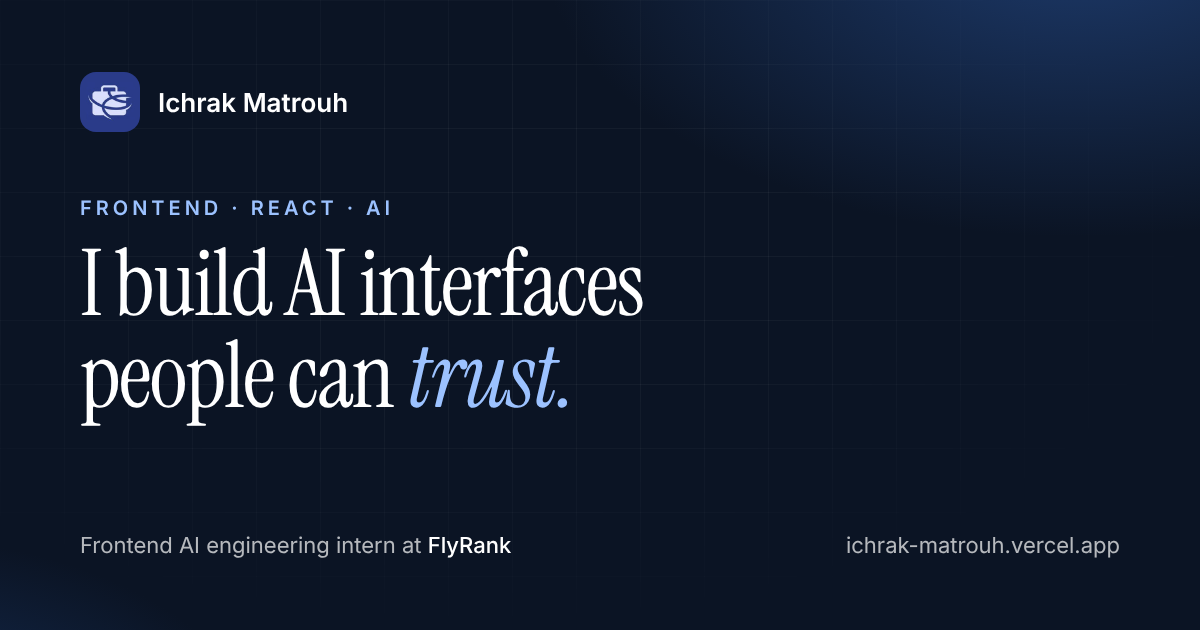 Ichrak Matrouh
FRONTEND · REACT · AI
I build AI interfaces
people can trust.
Frontend AI engineering intern at FlyRank
ichrak-matrouh.vercel.app